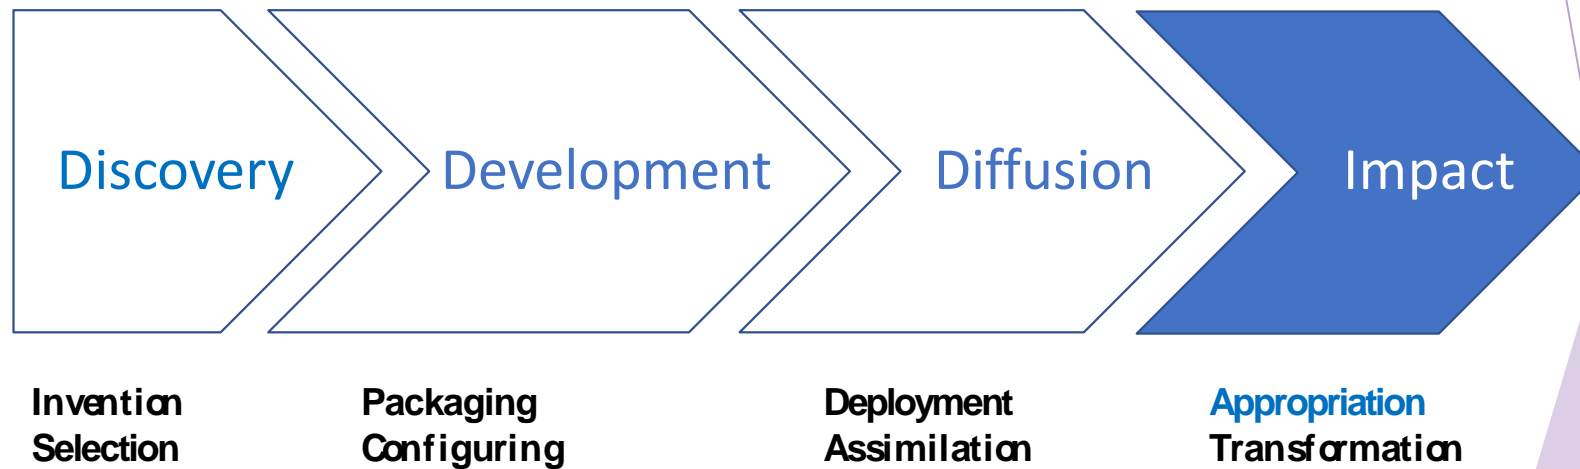 Discovery Development Diffusion Impact
Invention Packaging Deployment Appropriation
Selection Configuring Assimilation Transformation